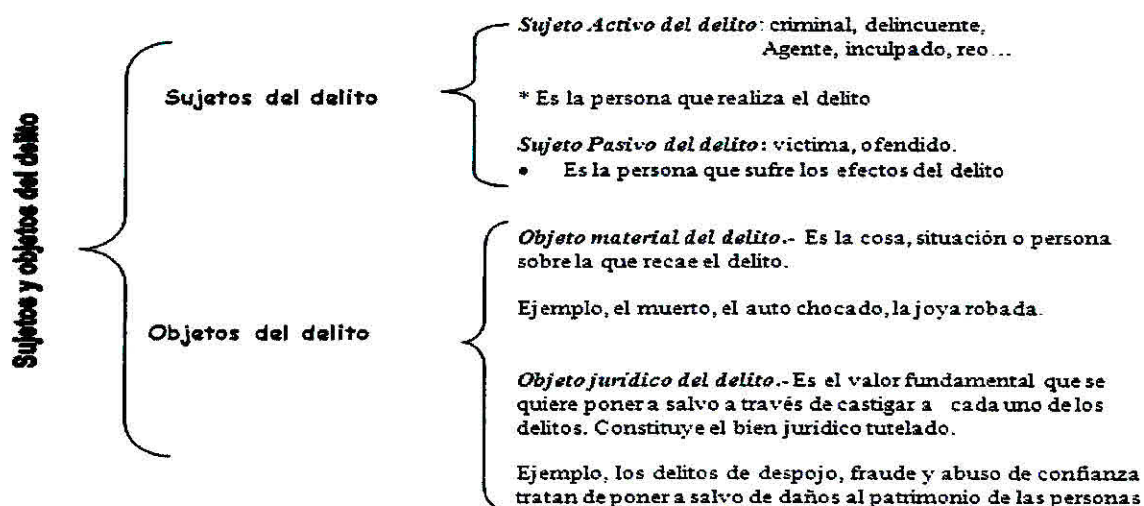 Sujetos y objetos del delito
Sujetos del delito
Sujeto Activo del delito: criminal, delincuente,
Agente, inculpado, reo...
* Es la persona que realiza el delito
Sujeto Pasivo del delito: victima, ofendido.
• Es la persona que sufre los efectos del delito
Objetos del delito
Objeto material del delito.- Es la cosa, situación o persona
sobre la que recae el delito.
Ejemplo, el muerto, el auto chocado, la joya robada.
Objeto jurídico del delito.- Es el valor fundamental que se
quiere poner a salvo a través de castigar a cada uno de los
delitos. Constituye el bien jurídico tutelado.
Ejemplo, los delitos de despojo, fraude y abuso de confianza
tratan de poner a salvo de daños al patrimonio de las personas